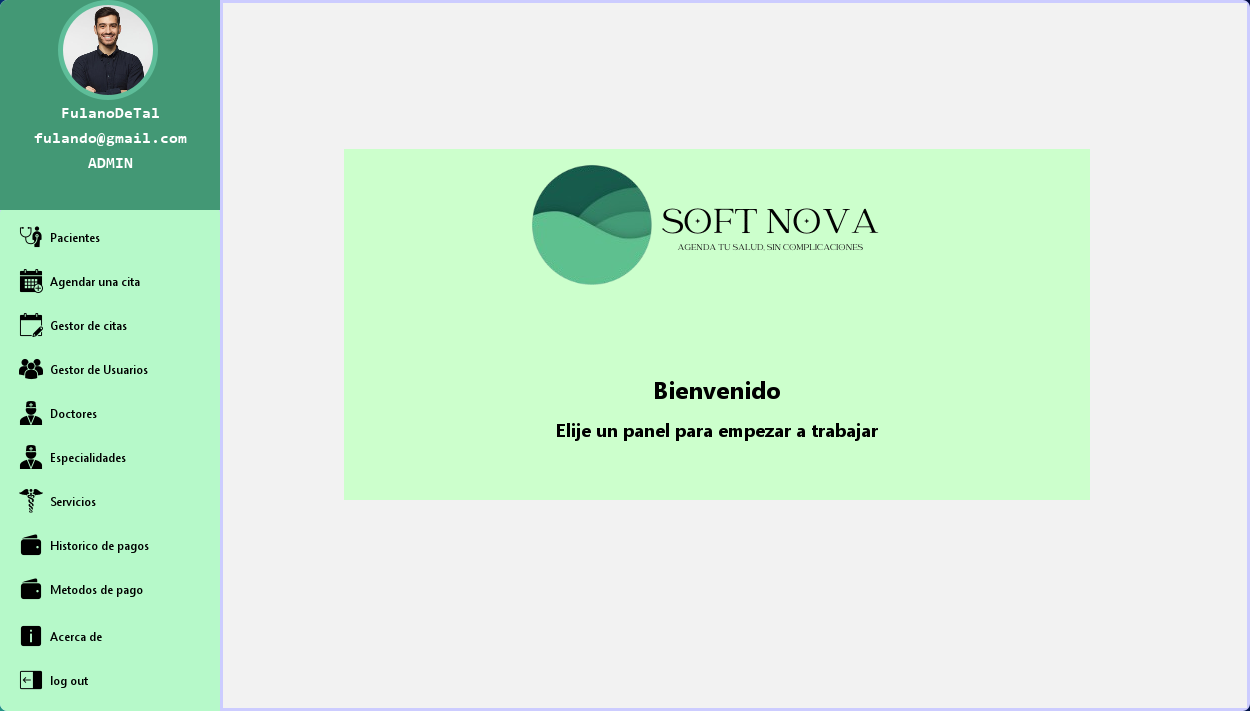 FulanoDeTal
fulando@gmail.com
ADMIN
Pacientes
Agendar una cita
Gestor de citas
Gestor de Usuarios
Doctores
Especialidades
Servicios
Historico de pagos
Metodos de pago
Acerca de
log out
SOFT NOVA
AGENDA TU SALUD, SIN COMPLICACIONES
Bienvenido
Elije un panel para empezar a trabajar